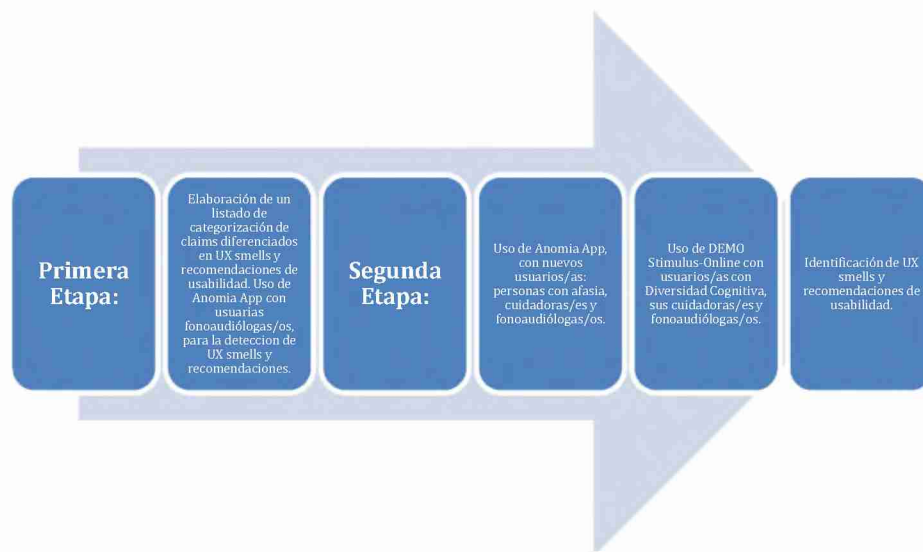 Primera
Etapa:
Elaboración de un
listado de
categorización de
claims diferenciados
en UX smells y
recomendaciones de
usabilidad. Uso de
Anomia App con
usuarias
fonoaudiólogas/os,
para la deteccion de
UX smells y
recomendaciones.
Segunda
Etapa:
Uso de Anomia App,
con nuevos
usuarios/as:
personas con afasia,
cuidadoras/es y
fonoaudiólogas/os.
Uso de DEMO
Stimulus-Online con
usuarios/as con
Diversidad Cognitiva,
sus cuidadoras/es y
fonoaudiólogas/os.
Identificación de UX
smells y
recomendaciones de
usabilidad.